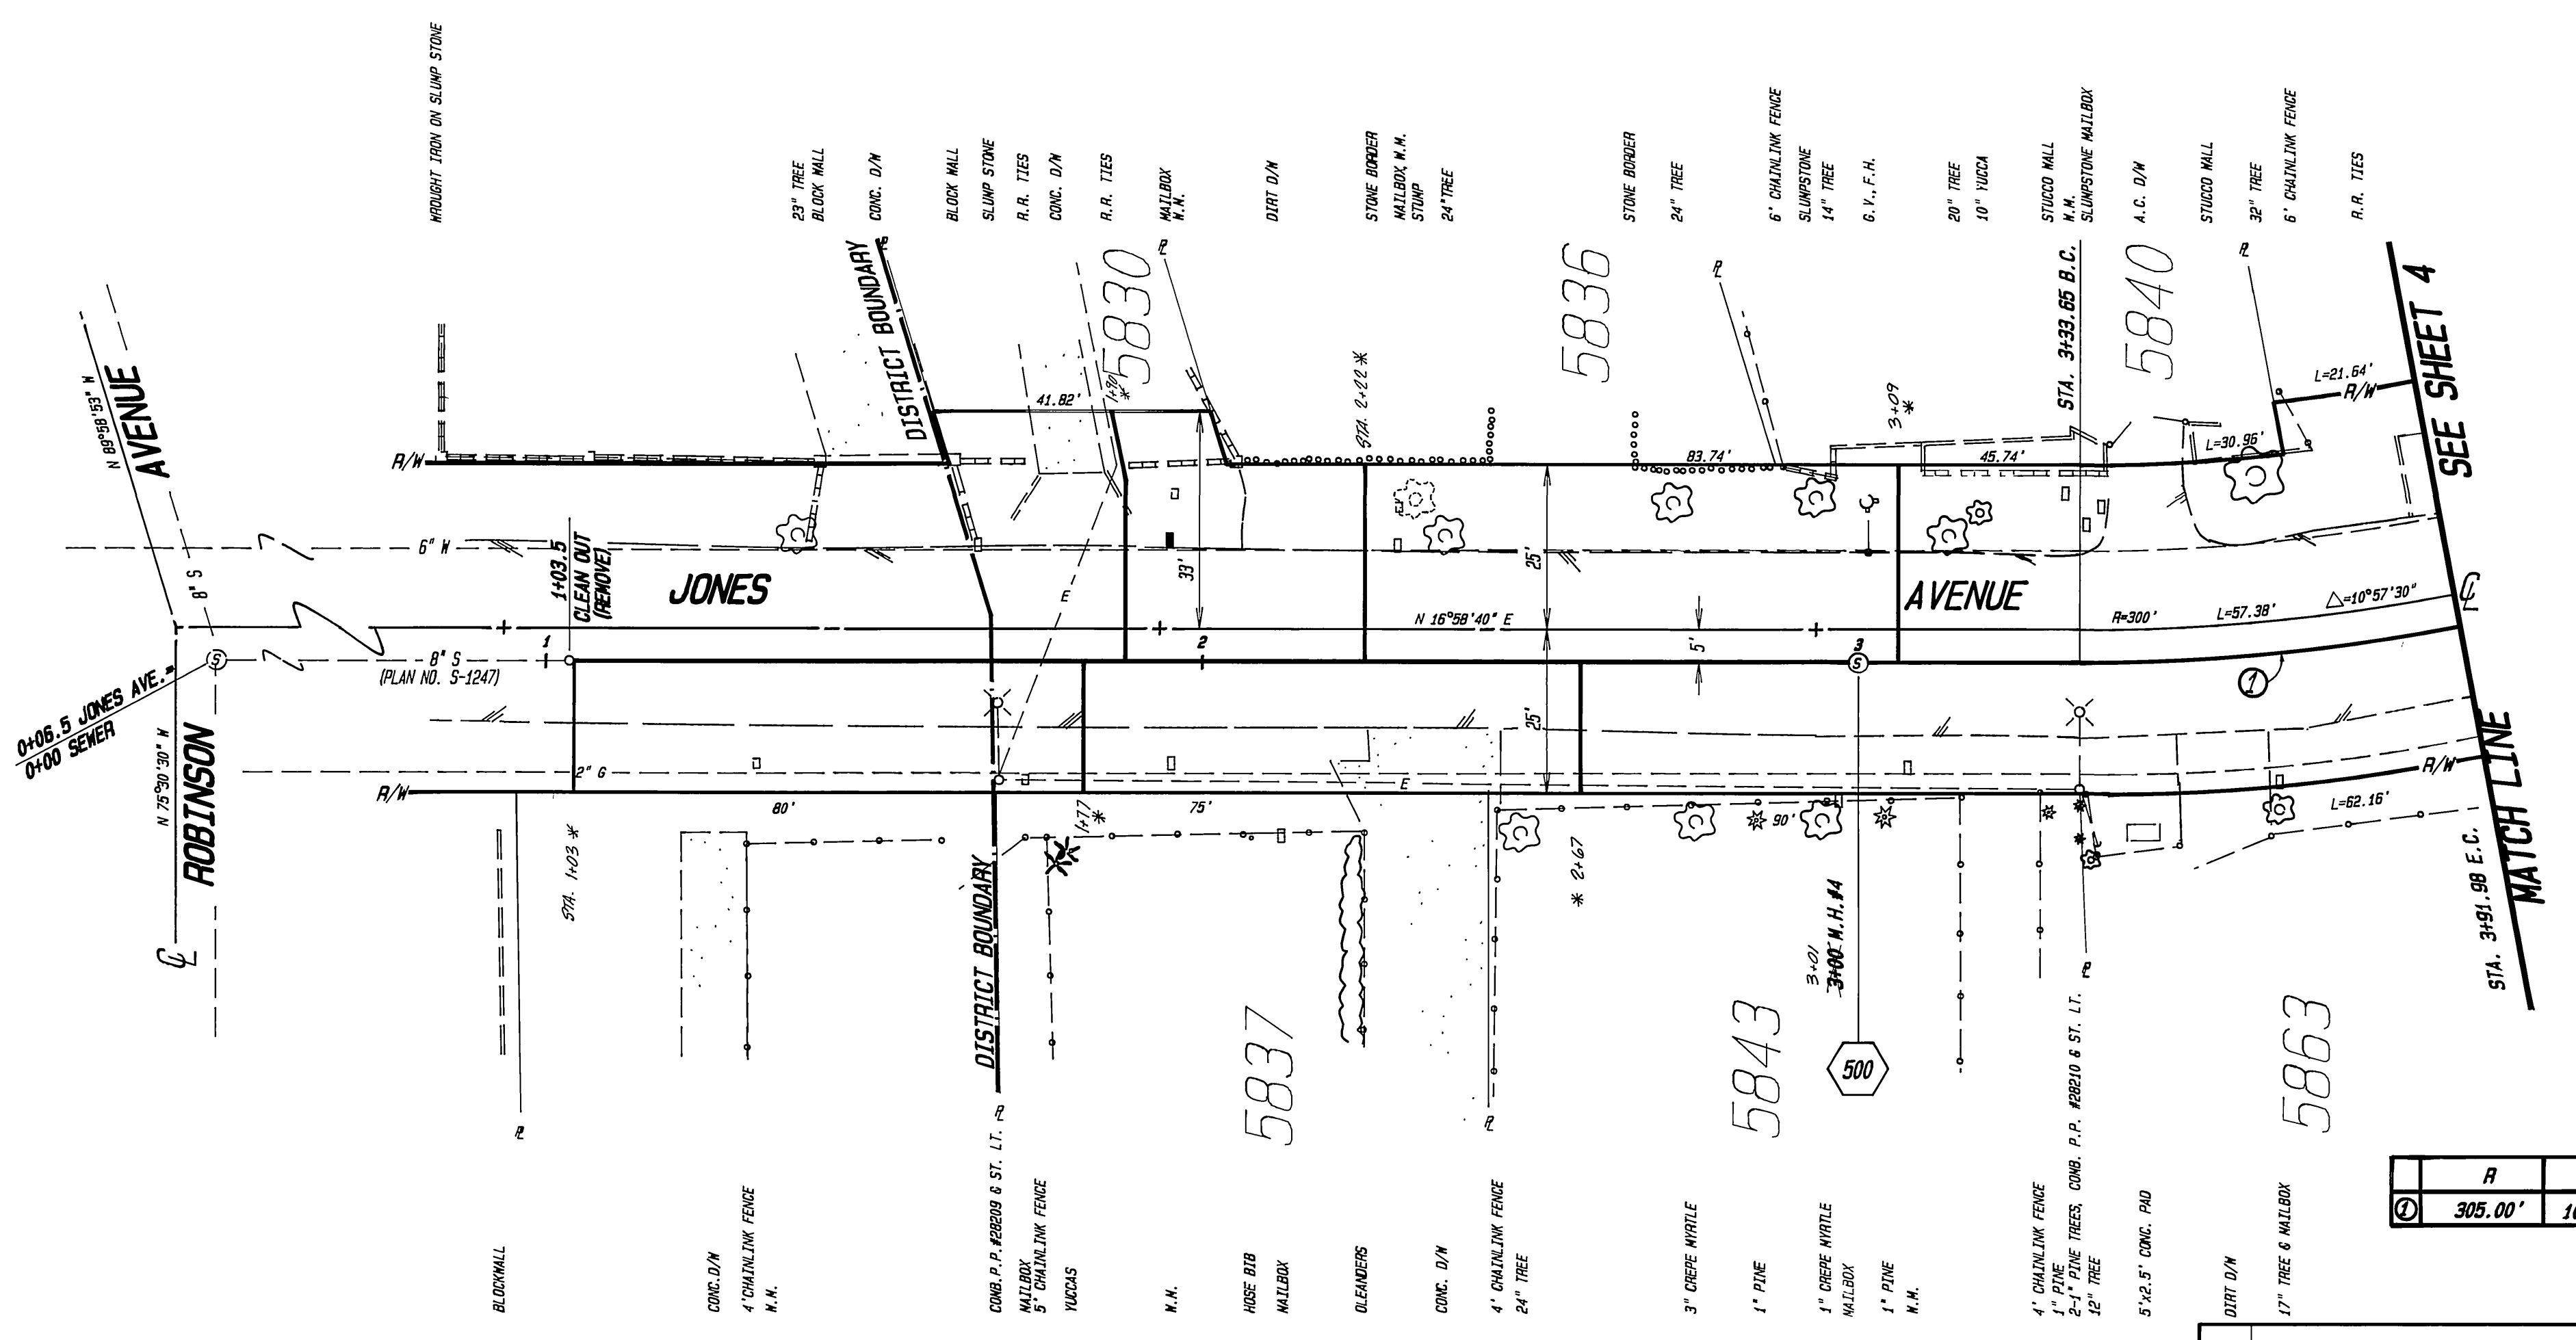 WROUGHT IRON ON SLUMP STONE
23" TREE
BLOCK WALL
CONC. D/W
BLOCK WALL
SLUMP STONE
R.R. TIES
CONC. D/W
R.R. TIES
MAILBOX
W.M.
DIRT D/W
STONE BORDER
MAILBOX, W.M.
STUMP
24" TREE
STONE BORDER
24" TREE
6' CHAINLINK FENCE
SLUMPSTONE
14" TREE
G.V., F.H.
20" TREE
10" YUCCA
STUCCO WALL
W.M.
SLUMPSTONE MAILBOX
A.C. D/W
STUCCO WALL
32" TREE
6' CHAINLINK FENCE
R.R. TIES
N 89°58'53" W
AVENUE
DISTRICT BOUNDARY
5830
5836
5840
STA. 3+33.65 B.C.
SEE SHEET 4
41.82'
1+90
*
STA. 2+22 *
3+09
*
L=21.64'
R/W
R/W
83.74'
45.74'
L=30.96'
6" W
8" S
1+03.5
CLEAN OUT
(REMOVE)
JONES
E
33'
25'
AVENUE
N 16°58'40" E
R=300'
L=57.38'
△=10°57'30"
℄
1
2
3
S
S
8" S
(PLAN NO. S-1247)
5'
1
0+06.5 JONES AVE.=
0+00 SEWER
N 75°30'30" W
ROBINSON
℄
2" G
25'
E
R/W
R/W
80'
75'
90'
L=62.16'
STA. 1+03 *
1+77
*
* 2+67
DISTRICT BOUNDARY
3+01
3+00 M.H.#4
500
STA. 3+91.98 E.C.
MATCH LINE
5837
5843
5863
BLOCKWALL
CONC.D/W
4'CHAINLINK FENCE
W.M.
COMB.P.P.#28209 & ST. LT.
MAILBOX
5' CHAINLINK FENCE
YUCCAS
W.M.
HOSE BIB
MAILBOX
OLEANDERS
CONC. D/W
4' CHAINLINK FENCE
24" TREE
3" CREPE MYRTLE
1" PINE
1" CREPE MYRTLE
MAILBOX
1" PINE
W.M.
4' CHAINLINK FENCE
1" PINE
2-1" PINE TREES, COMB. P.P. #28210 & ST. LT.
12" TREE
5'x2.5' CONC. PAD
DIRT D/W
17" TREE & MAILBOX
R
1 305.00'